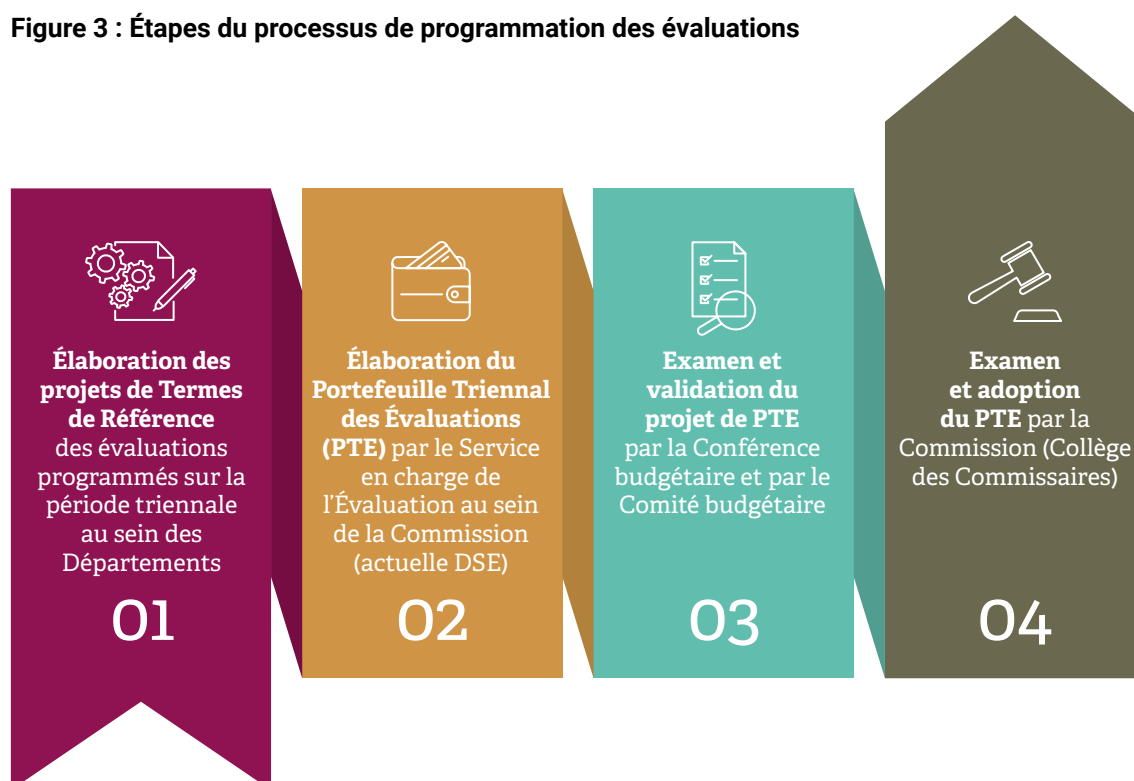 Figure 3 : Étapes du processus de programmation des évaluations
Élaboration des
projets de Termes
de Référence
des évaluations
programmés sur la
période triennale
au sein des
Départements
01
Élaboration du
Portefeuille Triennal
des Évaluations
(PTE) par le Service
en charge de
l'Évaluation au sein
de la Commission
(actuelle DSE)
02
Examen et
validation du
projet de PTE
par la Conférence
budgétaire et par le
Comité budgétaire
03
Examen
et adoption
du PTE par la
Commission (Collège
des Commissaires)
04